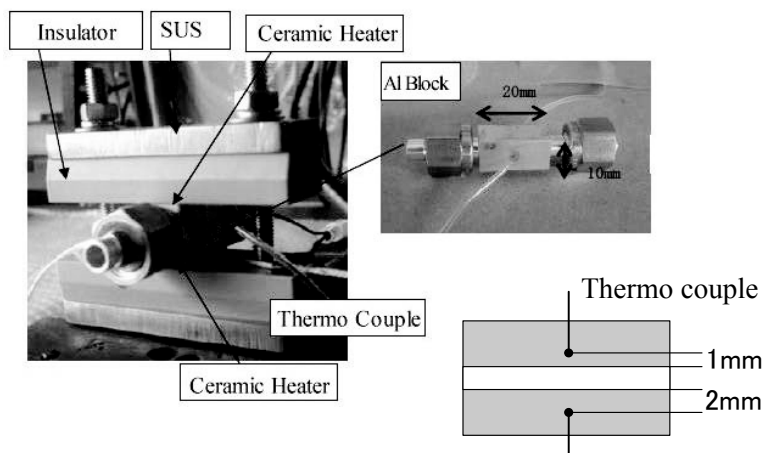 Insulator
SUS
Ceramic Heater
Al Block
20mm
10mm
Thermo Couple
Ceramic Heater
Thermo couple
1mm
2mm